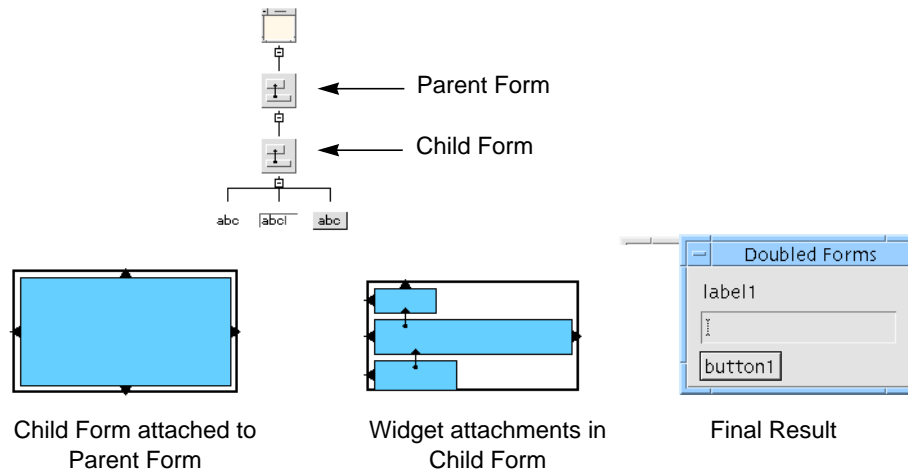 Parent Form
Child Form
abc abcI abc
Doubled Forms
label1
button1
Child Form attached to
Parent Form
Widget attachments in
Child Form
Final Result